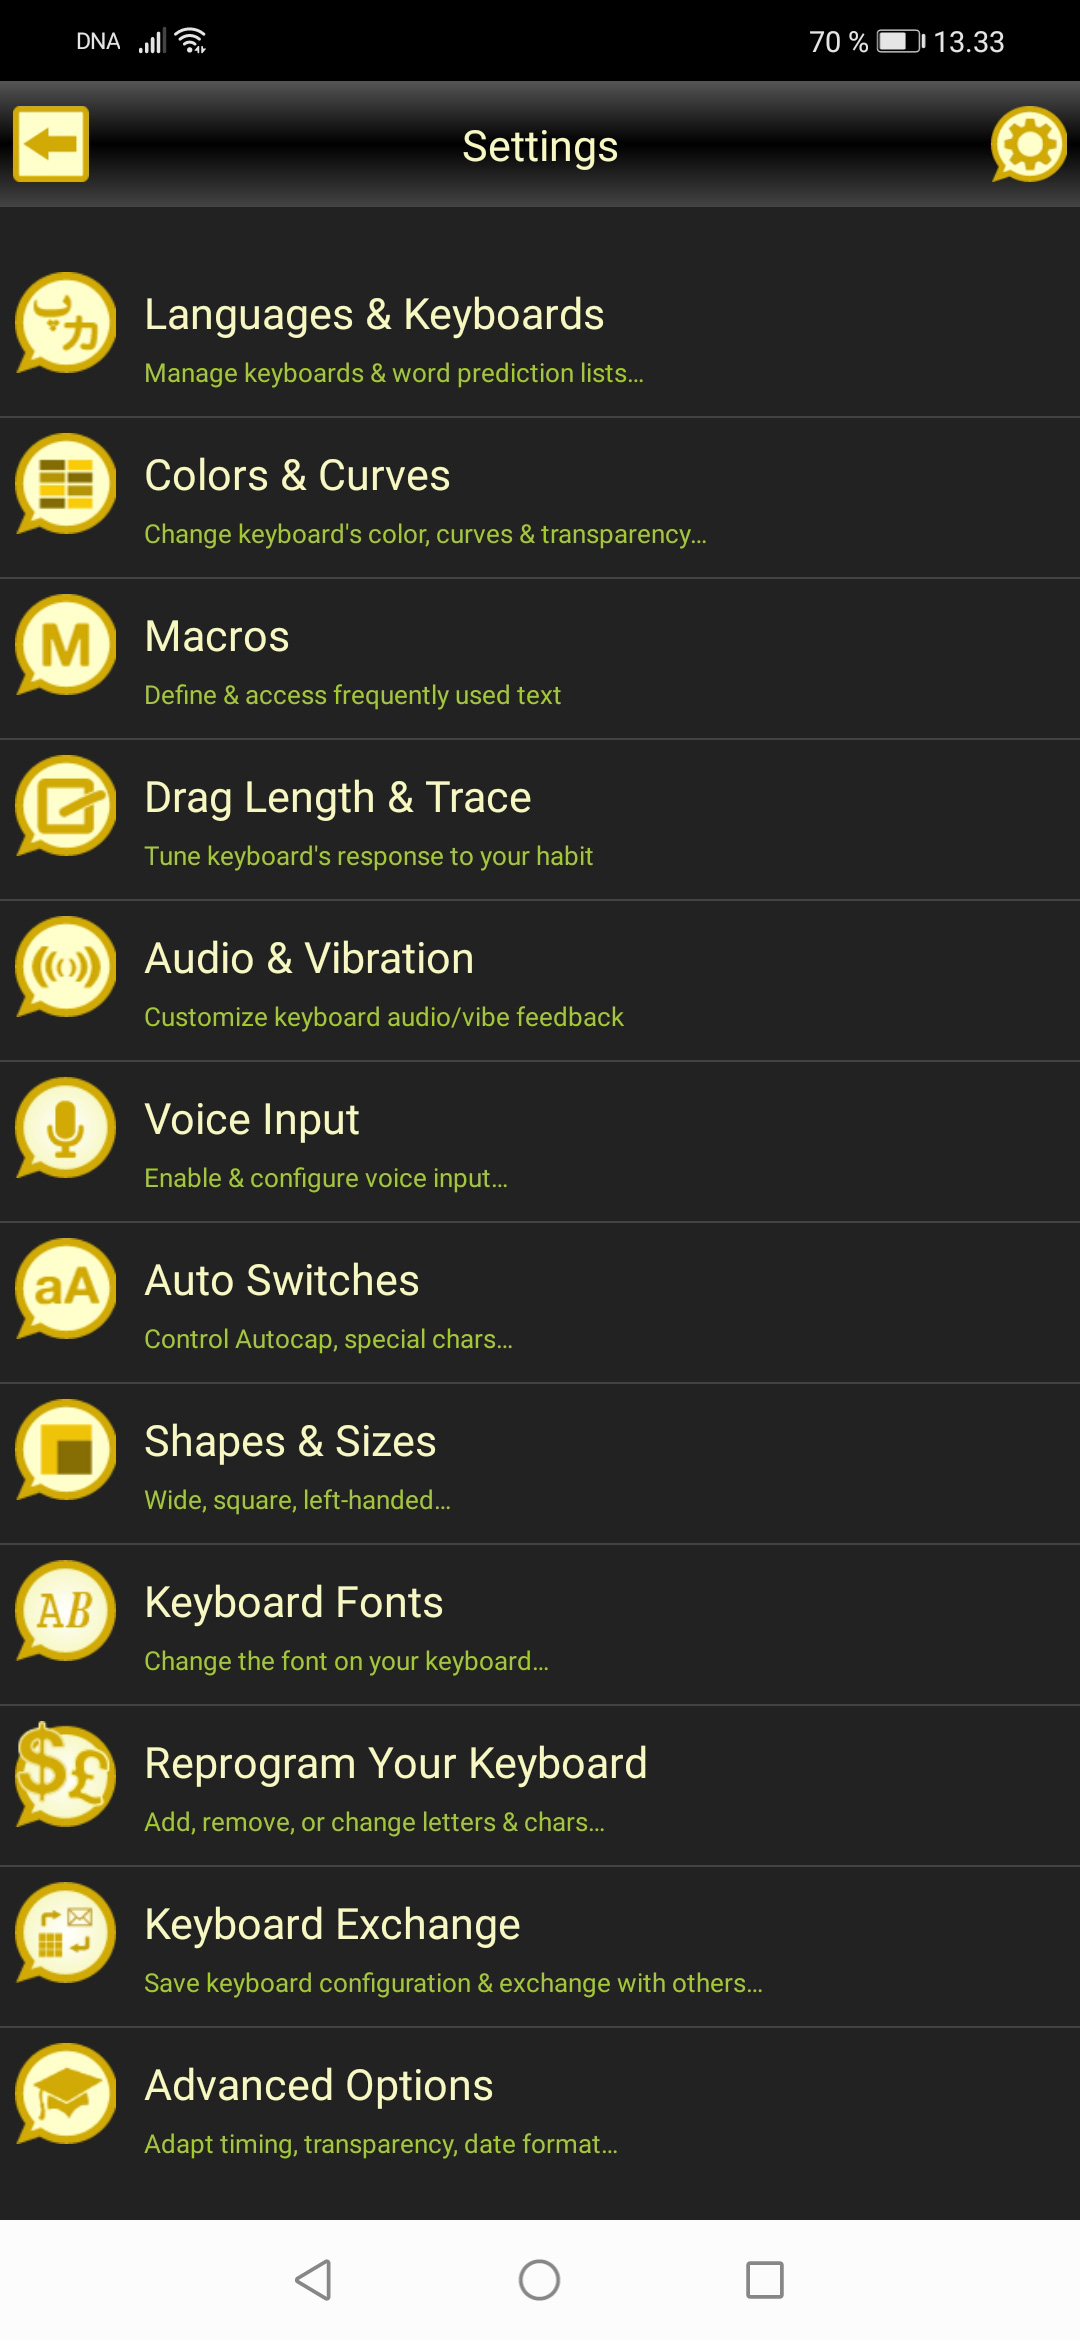 DNA 70 % 13.33
Settings
پカ
Languages & Keyboards
Manage keyboards & word prediction lists...
Colors & Curves
Change keyboard's color, curves & transparency...
M
Macros
Define & access frequently used text
Drag Length & Trace
Tune keyboard's response to your habit
Audio & Vibration
Customize keyboard audio/vibe feedback
Voice Input
Enable & configure voice input...
aA
Auto Switches
Control Autocap, special chars...
Shapes & Sizes
Wide, square, left-handed...
AB
Keyboard Fonts
Change the font on your keyboard...
$£
Reprogram Your Keyboard
Add, remove, or change letters & chars...
Keyboard Exchange
Save keyboard configuration & exchange with others...
Advanced Options
Adapt timing, transparency, date format...